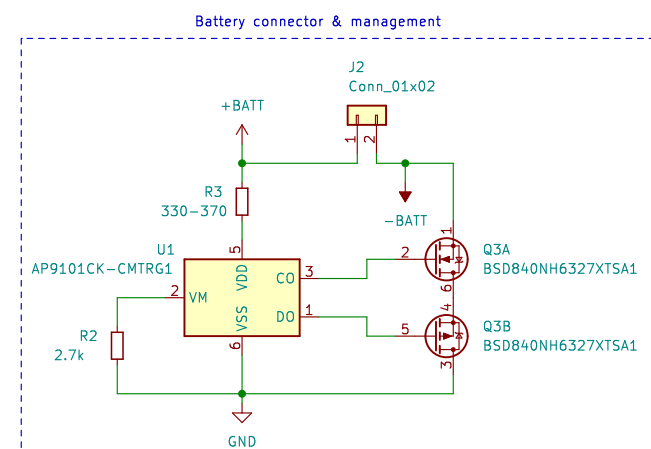 Battery connector & management
J2
Conn_01x02
+BATT
1
2
R3
330-370
-BATT
U1
AP9101CK-CMTRG1
5
VDD
2
VM
CO
3
DO
1
VSS
6
1
2
Q3A
BSD840NH6327XTSA1
6
4
5
Q3B
BSD840NH6327XTSA1
3
R2
2.7k
GND